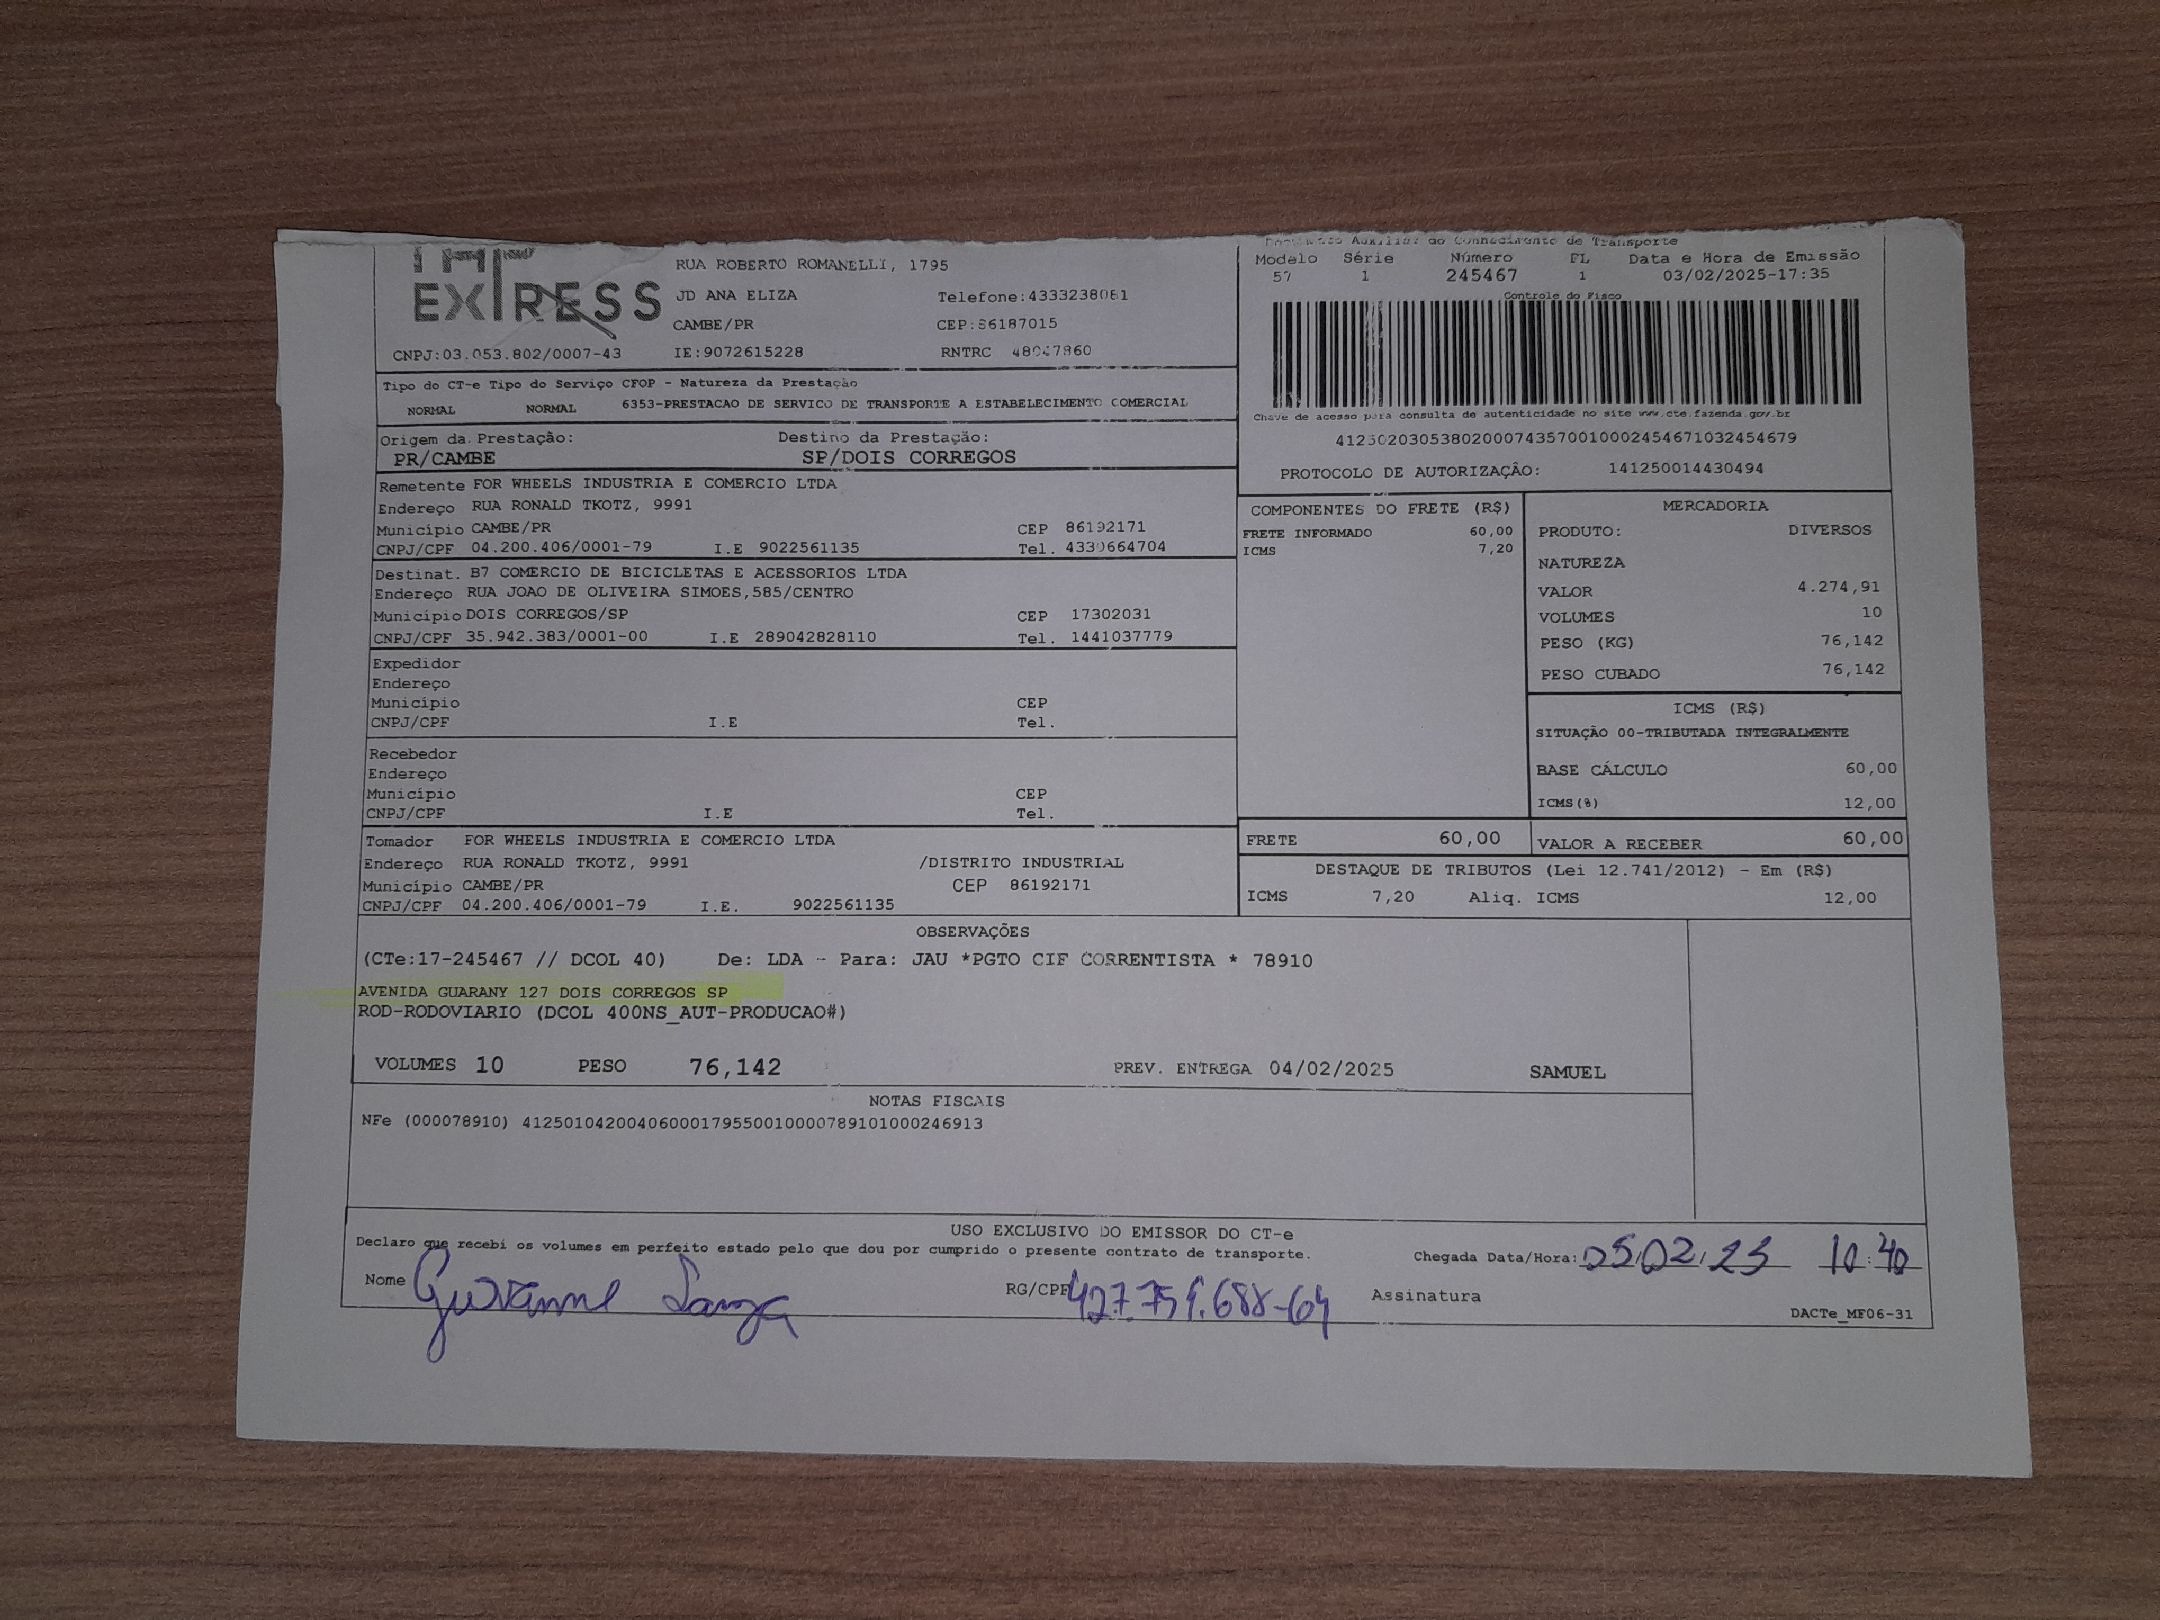 EXPRESS
CNPJ:03.053.802/0007-43
RUA ROBERTO ROMANELLI, 1795
JD ANA ELIZA Telefone:4333238081
CAMBE/PR CEP:86187015
IE:9072615228 RNTRC 48047860
Documento Auxiliar do Conhecimento de Transporte
Modelo Série Número FL Data e Hora de Emissão
57 1 245467 1 03/02/2025-17:35
Controle do Fisco
Chave de acesso para consulta de autenticidade no site www.cte.fazenda.gov.br
41250203053802000743570010002454671032454679
PROTOCOLO DE AUTORIZAÇÃO: 141250014430494
Tipo do CT-e Tipo do Serviço CFOP - Natureza da Prestação
NORMAL NORMAL 6353-PRESTACAO DE SERVICO DE TRANSPORTE A ESTABELECIMENTO COMERCIAL
Origem da Prestação: Destino da Prestação:
PR/CAMBE SP/DOIS CORREGOS
Remetente FOR WHEELS INDUSTRIA E COMERCIO LTDA
Endereço RUA RONALD TKOTZ, 9991
Município CAMBE/PR CEP 86192171
CNPJ/CPF 04.200.406/0001-79 I.E 9022561135 Tel. 4330664704
Destinat. B7 COMERCIO DE BICICLETAS E ACESSORIOS LTDA
Endereço RUA JOAO DE OLIVEIRA SIMOES,585/CENTRO
Município DOIS CORREGOS/SP CEP 17302031
CNPJ/CPF 35.942.383/0001-00 I.E 289042828110 Tel. 1441037779
Expedidor
Endereço
Município CEP
CNPJ/CPF I.E Tel.
Recebedor
Endereço
Município CEP
CNPJ/CPF I.E Tel.
Tomador FOR WHEELS INDUSTRIA E COMERCIO LTDA
Endereço RUA RONALD TKOTZ, 9991 /DISTRITO INDUSTRIAL
Município CAMBE/PR CEP 86192171
CNPJ/CPF 04.200.406/0001-79 I.E. 9022561135
COMPONENTES DO FRETE (R$)
FRETE INFORMADO 60,00
ICMS 7,20
MERCADORIA
PRODUTO: DIVERSOS
NATUREZA
VALOR 4.274,91
VOLUMES 10
PESO (KG) 76,142
PESO CUBADO 76,142
ICMS (R$)
SITUAÇÃO 00-TRIBUTADA INTEGRALMENTE
BASE CÁLCULO 60,00
ICMS(%) 12,00
FRETE 60,00 VALOR A RECEBER 60,00
DESTAQUE DE TRIBUTOS (Lei 12.741/2012) - Em (R$)
ICMS 7,20 Aliq. ICMS 12,00
OBSERVAÇÕES
(CTe:17-245467 // DCOL 40) De: LDA - Para: JAU *PGTO CIF CORRENTISTA * 78910
AVENIDA GUARANY 127 DOIS CORREGOS SP
ROD-RODOVIARIO (DCOL 400NS_AUT-PRODUCAO#)
VOLUMES 10 PESO 76,142 PREV. ENTREGA 04/02/2025 SAMUEL
NOTAS FISCAIS
NFe (000078910) 41250104200406000179550010000789101000246913
USO EXCLUSIVO DO EMISSOR DO CT-e
Declaro que recebi os volumes em perfeito estado pelo que dou por cumprido o presente contrato de transporte. Chegada Data/Hora: 05/02/25 10:40
Nome RG/CPF Assinatura
DACTe_MF06-31